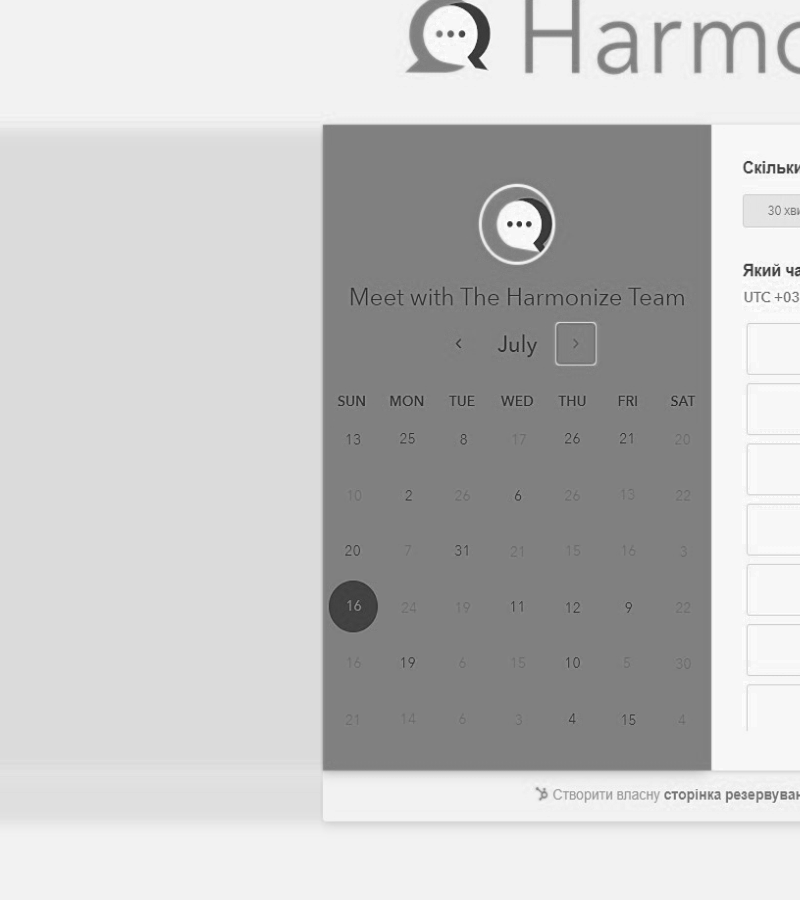 Harmo
Meet with The Harmonize Team
‹ July ›
SUN MON TUE WED THU FRI SAT
13 25 8 17 26 21 20
10 2 26 6 26 13 22
20 7 31 21 15 16 3
16 24 19 11 12 9 22
16 19 6 15 10 5 30
21 14 6 3 4 15 4
Скільки
30 хви
Який ча
UTC +03
Створити власну сторінка резервуван